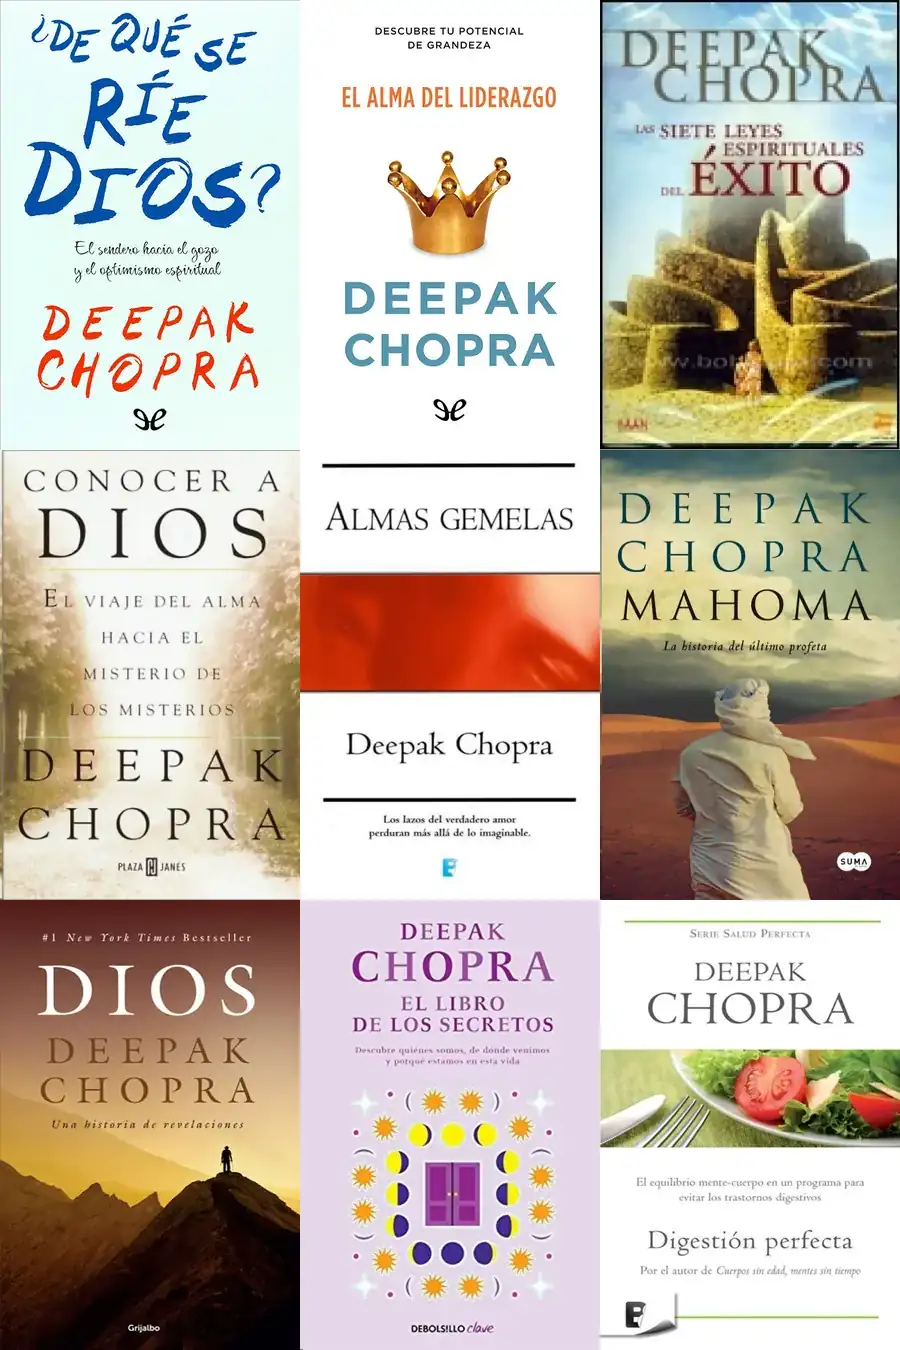 ¿DE QUÉ SE
RÍE
DIOS?
El sendero hacia el gozo
y el optimismo espiritual
DEEPAK
CHOPRA
DESCUBRE TU POTENCIAL
DE GRANDEZA
EL ALMA DEL LIDERAZGO
DEEPAK
CHOPRA
DEEPAK
CHOPRA
LAS SIETE LEYES
ESPIRITUALES
DEL ÉXITO
CONOCER A
DIOS
EL VIAJE DEL ALMA
HACIA EL
MISTERIO DE
LOS MISTERIOS
DEEPAK
CHOPRA
PLAZA JANÉS
ALMAS GEMELAS
Deepak Chopra
Los lazos del verdadero amor
perduran más allá de lo imaginable.
DEEPAK
CHOPRA
MAHOMA
La historia del último profeta
SUMA
#1 New York Times Bestseller
DIOS
DEEPAK
CHOPRA
Una historia de revelaciones
Grijalbo
DEEPAK
CHOPRA
EL LIBRO
DE LOS SECRETOS
Descubre quiénes somos, de dónde venimos
y porqué estamos en esta vida
DEBOLS!LLO clave
SERIE SALUD PERFECTA
DEEPAK
CHOPRA
El equilibrio mente-cuerpo en un programa para
evitar los trastornos digestivos
Digestión perfecta
Por el autor de Cuerpos sin edad, mentes sin tiempo